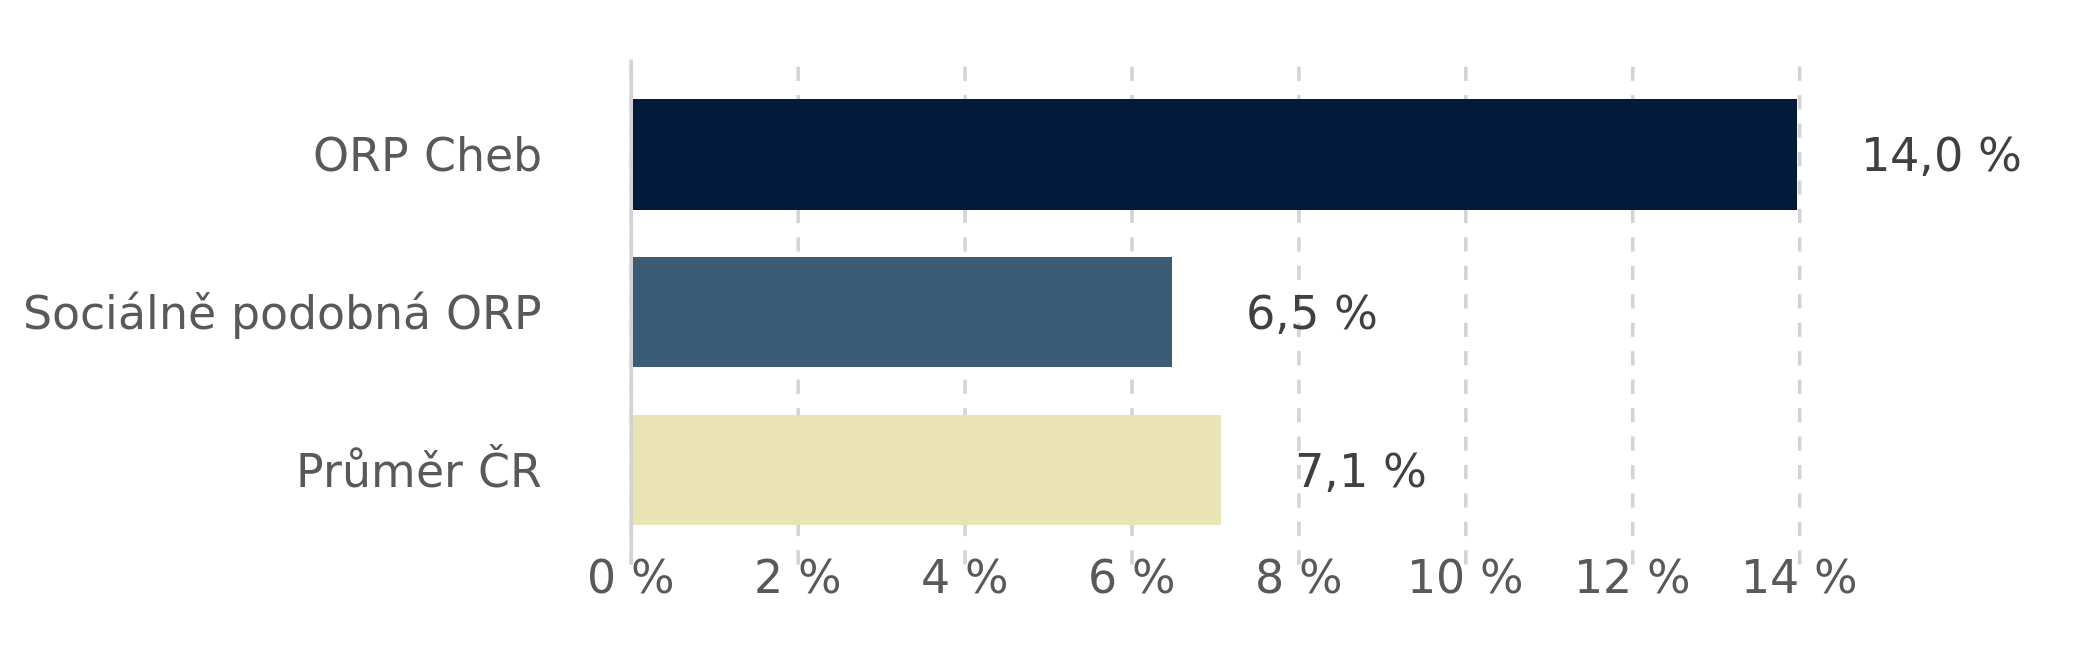 ORP Cheb 14,0 %
Sociálně podobná ORP 6,5 %
Průměr ČR 7,1 %
0 % 2 % 4 % 6 % 8 % 10 % 12 % 14 %